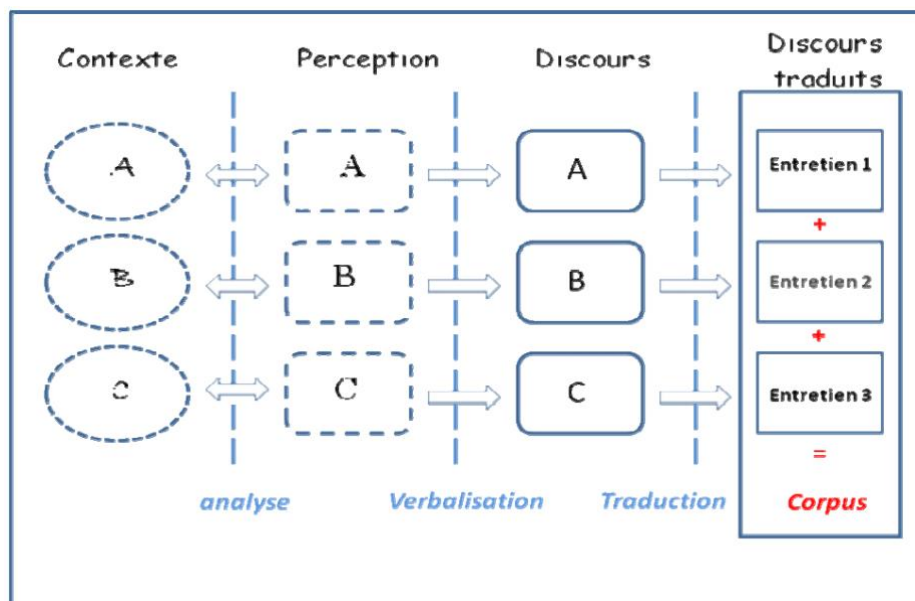 Contexte
Perception
Discours
Discours
traduits
A
A
A
Entretien 1
+
B
B
B
Entretien 2
+
C
C
C
Entretien 3
=
analyse
Verbalisation
Traduction
Corpus